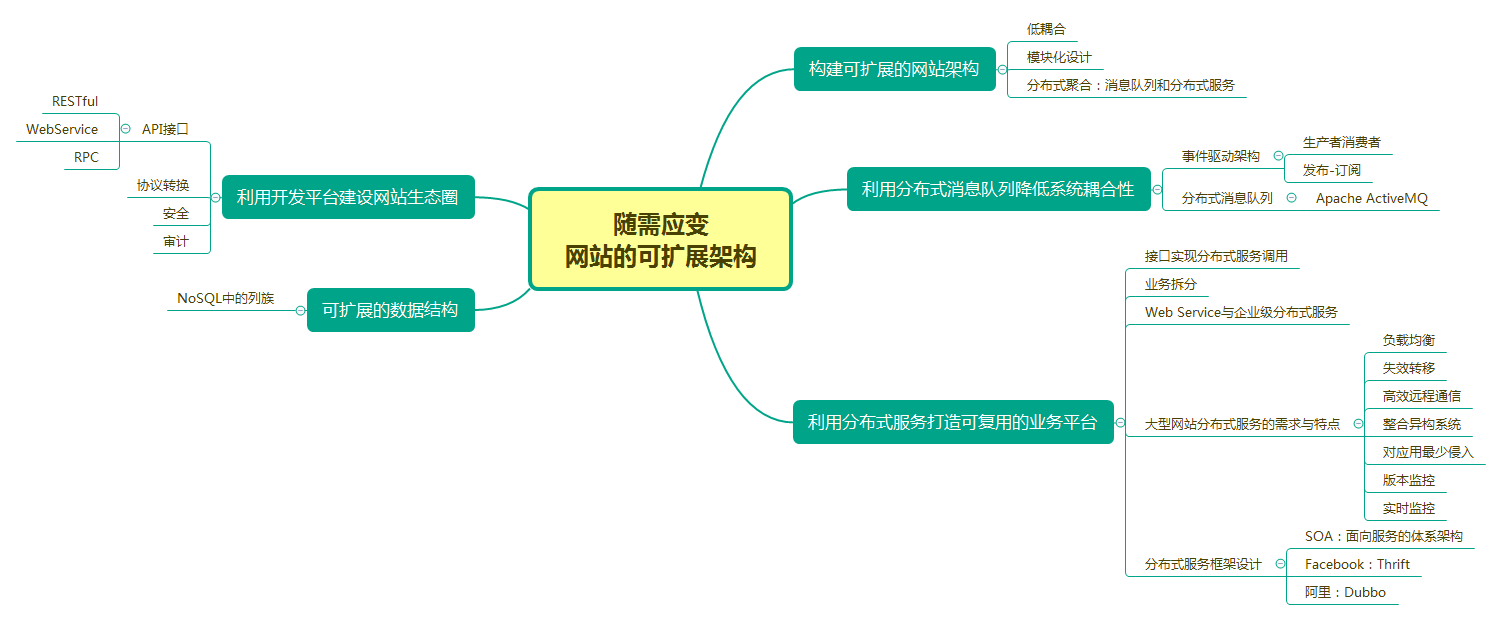 随需应变
网站的可扩展架构
构建可扩展的网站架构
低耦合
模块化设计
分布式聚合：消息队列和分布式服务
利用分布式消息队列降低系统耦合性
事件驱动架构
生产者消费者
发布-订阅
分布式消息队列
Apache ActiveMQ
利用分布式服务打造可复用的业务平台
接口实现分布式服务调用
业务拆分
Web Service与企业级分布式服务
大型网站分布式服务的需求与特点
负载均衡
失效转移
高效远程通信
整合异构系统
对应用最少侵入
版本监控
实时监控
分布式服务框架设计
SOA：面向服务的体系架构
Facebook：Thrift
阿里：Dubbo
可扩展的数据结构
NoSQL中的列族
利用开发平台建设网站生态圈
API接口
RESTful
WebService
RPC
协议转换
安全
审计